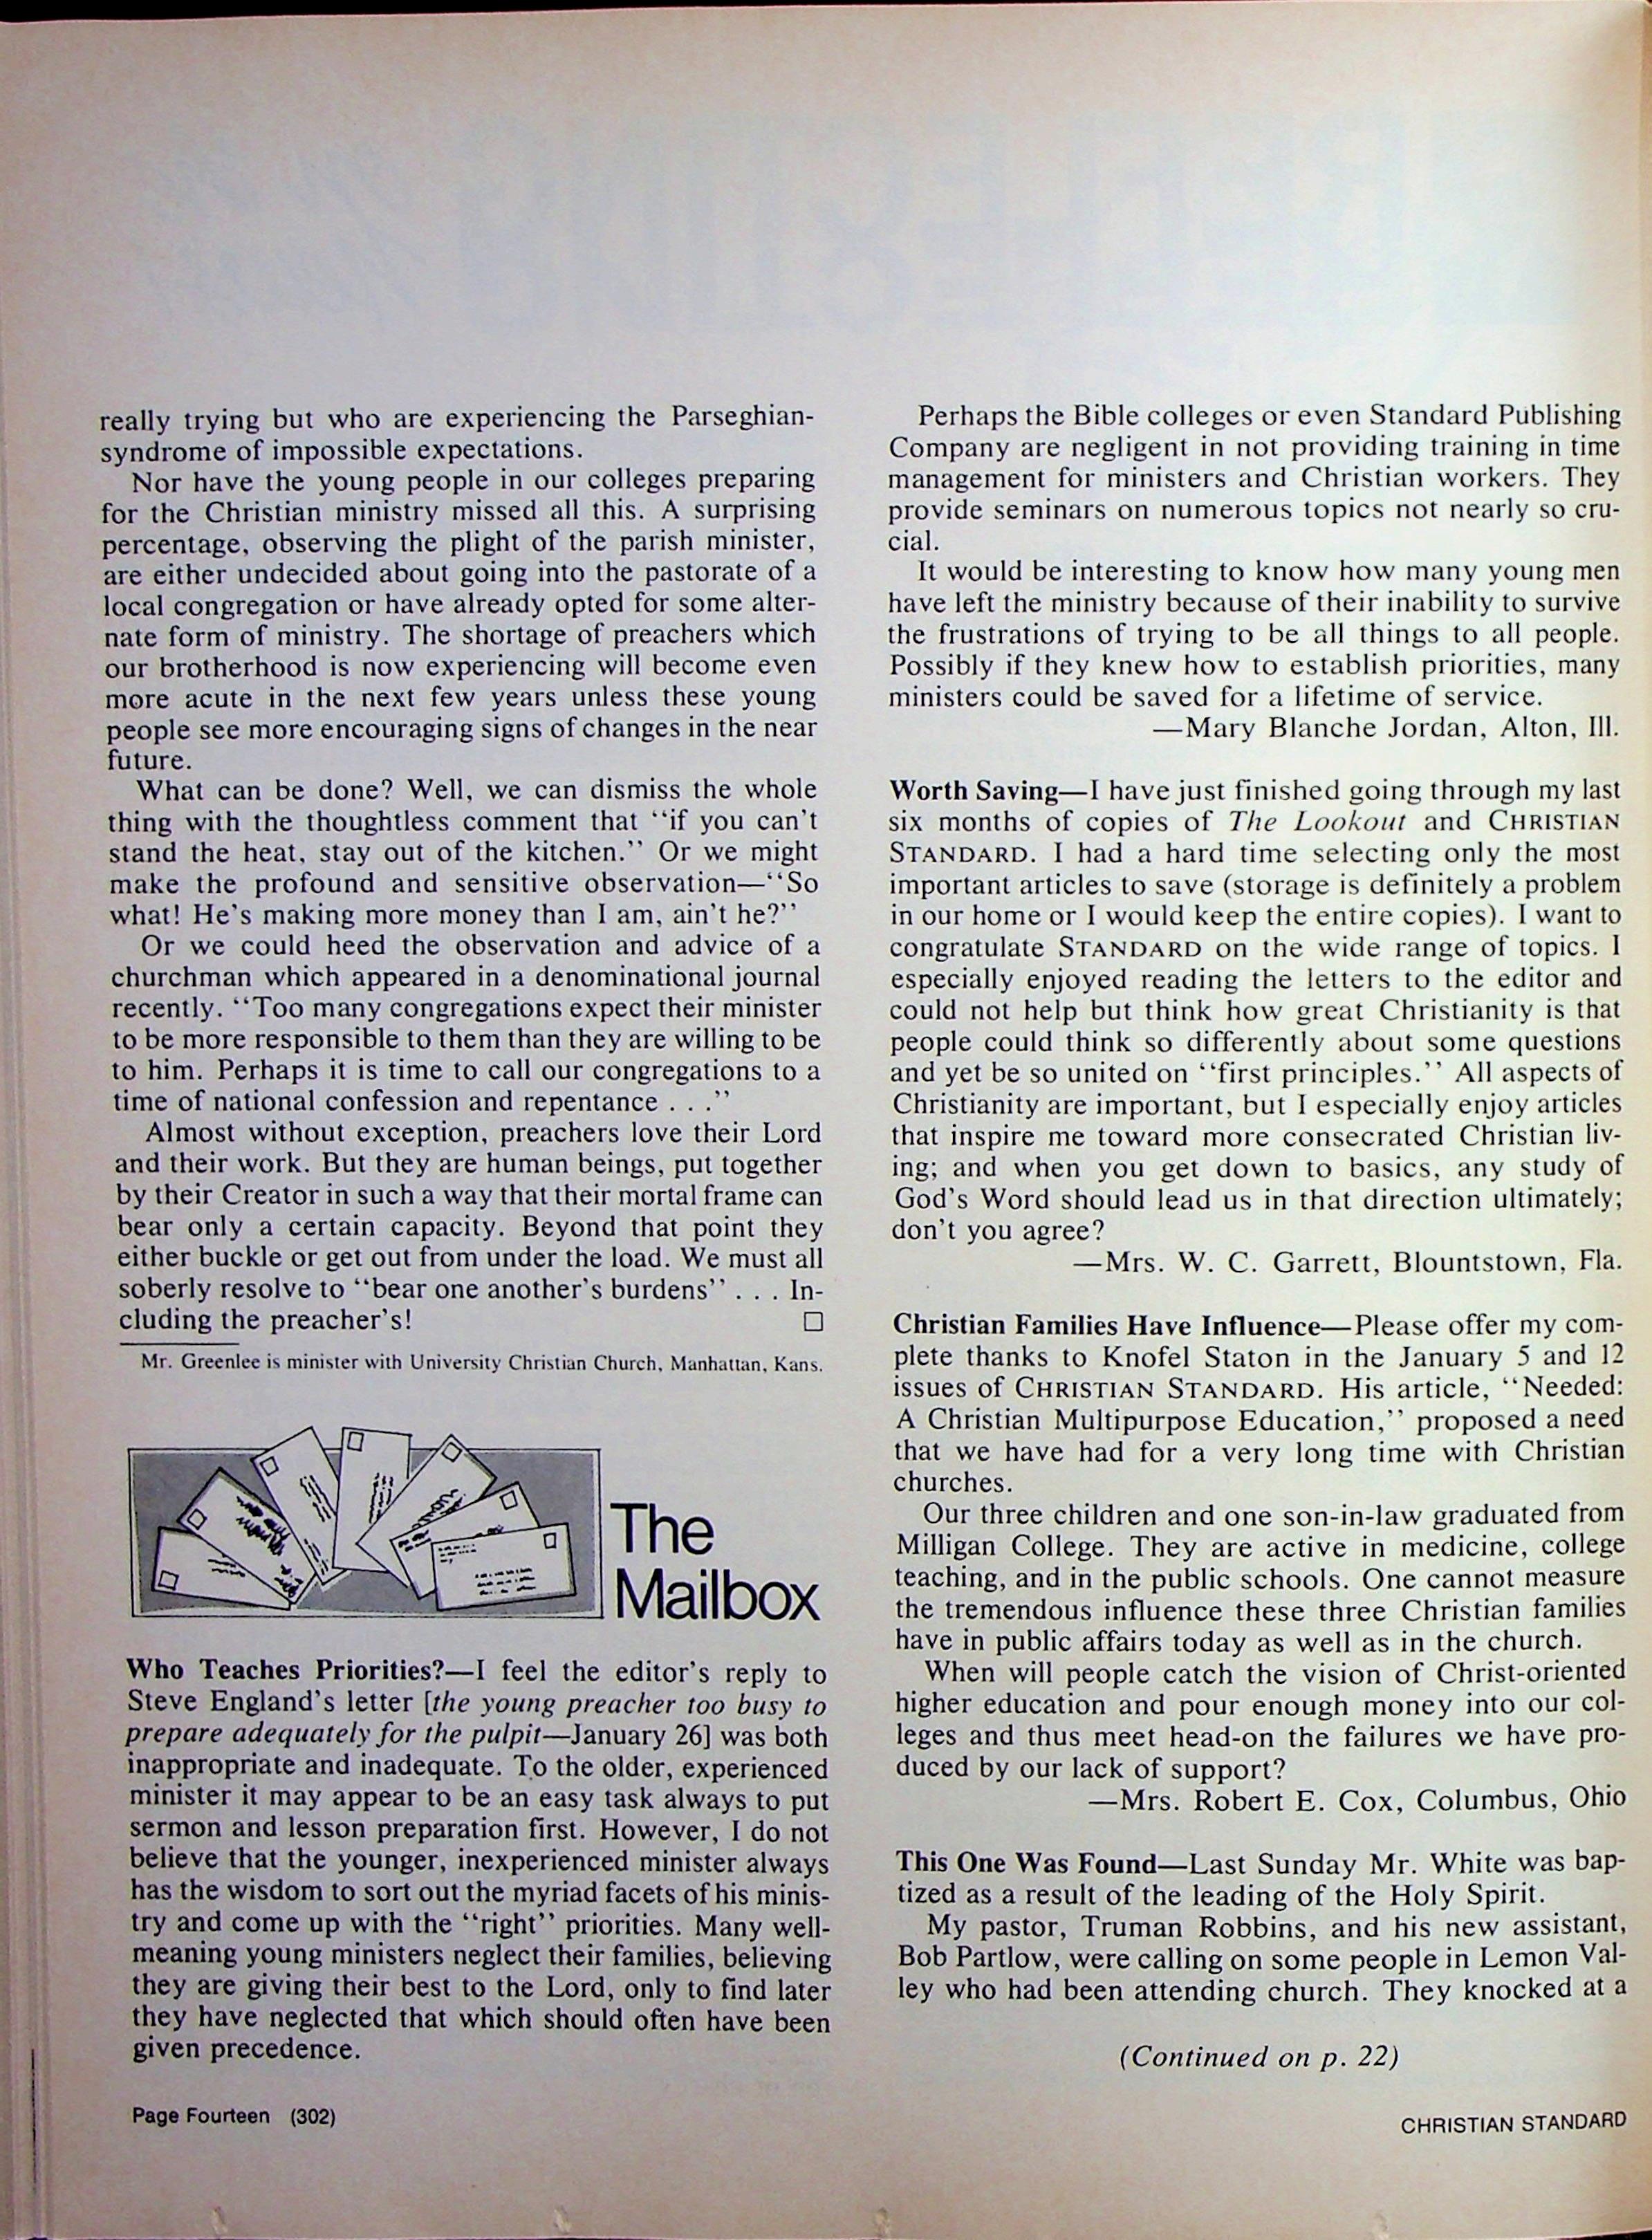 really trying but who are experiencing the Parseghian-
syndrome of impossible expectations.
Nor have the young people in our colleges preparing
for the Christian ministry missed all this. A surprising
percentage, observing the plight of the parish minister,
are either undecided about going into the pastorate of a
local congregation or have already opted for some alter-
nate form of ministry. The shortage of preachers which
our brotherhood is now experiencing will become even
more acute in the next few years unless these young
people see more encouraging signs of changes in the near
future.
What can be done? Well, we can dismiss the whole
thing with the thoughtless comment that “if you can’t
stand the heat, stay out of the kitchen.” Or we might
make the profound and sensitive observation—“So
what! He’s making more money than I am, ain’t he?”
Or we could heed the observation and advice of a
churchman which appeared in a denominational journal
recently. “Too many congregations expect their minister
to be more responsible to them than they are willing to be
to him. Perhaps it is time to call our congregations to a
time of national confession and repentance . . .”
Almost without exception, preachers love their Lord
and their work. But they are human beings, put together
by their Creator in such a way that their mortal frame can
bear only a certain capacity. Beyond that point they
either buckle or get out from under the load. We must all
soberly resolve to “bear one another’s burdens” . . . In-
cluding the preacher’s! □
Mr. Greenlee is minister with University Christian Church, Manhattan, Kans.
The
Mailbox
Who Teaches Priorities?—I feel the editor’s reply to
Steve England’s letter [the young preacher too busy to
prepare adequately for the pulpit—January 26] was both
inappropriate and inadequate. To the older, experienced
minister it may appear to be an easy task always to put
sermon and lesson preparation first. However, I do not
believe that the younger, inexperienced minister always
has the wisdom to sort out the myriad facets of his minis-
try and come up with the “right” priorities. Many well-
meaning young ministers neglect their families, believing
they are giving their best to the Lord, only to find later
they have neglected that which should often have been
given precedence.
Perhaps the Bible colleges or even Standard Publishing
Company are negligent in not providing training in time
management for ministers and Christian workers. They
provide seminars on numerous topics not nearly so cru-
cial.
It would be interesting to know how many young men
have left the ministry because of their inability to survive
the frustrations of trying to be all things to all people.
Possibly if they knew how to establish priorities, many
ministers could be saved for a lifetime of service.
—Mary Blanche Jordan, Alton, Ill.
Worth Saving—I have just finished going through my last
six months of copies of The Lookout and CHRISTIAN
STANDARD. I had a hard time selecting only the most
important articles to save (storage is definitely a problem
in our home or I would keep the entire copies). I want to
congratulate STANDARD on the wide range of topics. I
especially enjoyed reading the letters to the editor and
could not help but think how great Christianity is that
people could think so differently about some questions
and yet be so united on “first principles.” All aspects of
Christianity are important, but I especially enjoy articles
that inspire me toward more consecrated Christian liv-
ing; and when you get down to basics, any study of
God’s Word should lead us in that direction ultimately;
don’t you agree?
—Mrs. W. C. Garrett, Blountstown, Fla.
Christian Families Have Influence—Please offer my com-
plete thanks to Knofel Staton in the January 5 and 12
issues of CHRISTIAN STANDARD. His article, “Needed:
A Christian Multipurpose Education,” proposed a need
that we have had for a very long time with Christian
churches.
Our three children and one son-in-law graduated from
Milligan College. They are active in medicine, college
teaching, and in the public schools. One cannot measure
the tremendous influence these three Christian families
have in public affairs today as well as in the church.
When will people catch the vision of Christ-oriented
higher education and pour enough money into our col-
leges and thus meet head-on the failures we have pro-
duced by our lack of support?
—Mrs. Robert E. Cox, Columbus, Ohio
This One Was Found—Last Sunday Mr. White was bap-
tized as a result of the leading of the Holy Spirit.
My pastor, Truman Robbins, and his new assistant,
Bob Partlow, were calling on some people in Lemon Val-
ley who had been attending church. They knocked at a
(Continued on p. 22)
Page Fourteen (302)
CHRISTIAN STANDARD